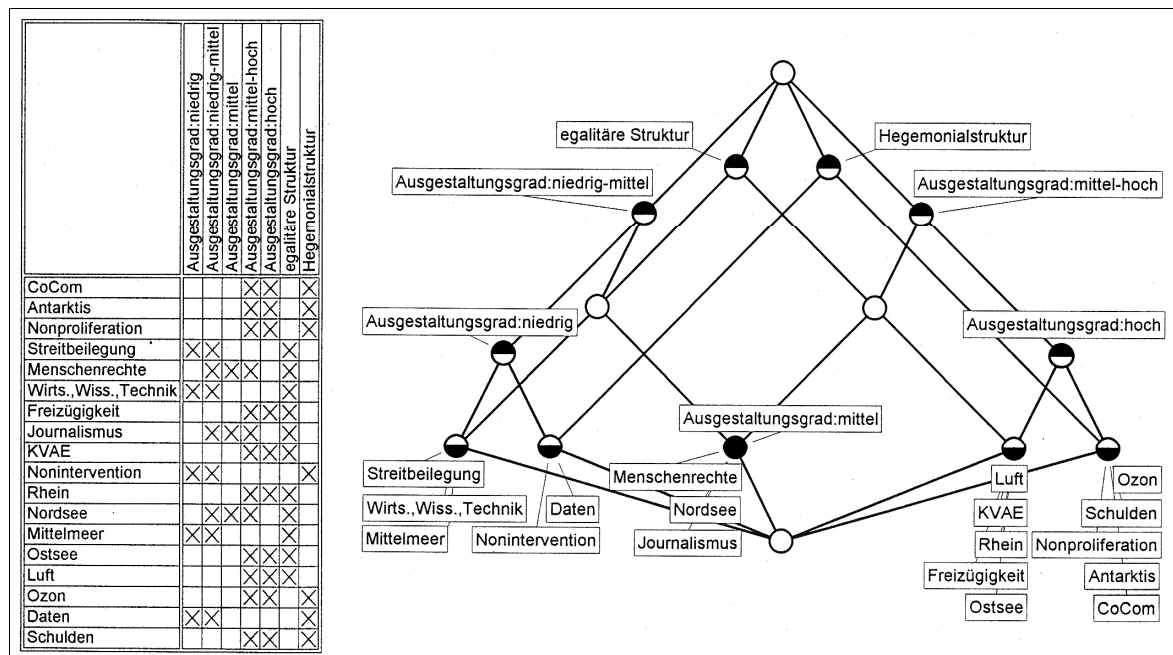 Ausgestaltungsgrad:niedrig
Ausgestaltungsgrad:niedrig-mittel
Ausgestaltungsgrad:mittel
Ausgestaltungsgrad:mittel-hoch
Ausgestaltungsgrad:hoch
egalitäre Struktur
Hegemonialstruktur
CoCom X X X
Antarktis X X X
Nonproliferation X X X
Streitbeilegung X X X
Menschenrechte X X X X
Wirts.,Wiss.,Technik X X X
Freizügigkeit X X X
Journalismus X X X X
KVAE X X X
Nonintervention X X X
Rhein X X X
Nordsee X X X X
Mittelmeer X X X
Ostsee X X X
Luft X X X
Ozon X X X
Daten X X X
Schulden X X X
egalitäre Struktur
Hegemonialstruktur
Ausgestaltungsgrad:niedrig-mittel
Ausgestaltungsgrad:mittel-hoch
Ausgestaltungsgrad:niedrig
Ausgestaltungsgrad:hoch
Ausgestaltungsgrad:mittel
Streitbeilegung
Wirts.,Wiss.,Technik
Mittelmeer
Daten
Nonintervention
Menschenrechte
Nordsee
Journalismus
Luft
KVAE
Rhein
Freizügigkeit
Ostsee
Ozon
Schulden
Nonproliferation
Antarktis
CoCom